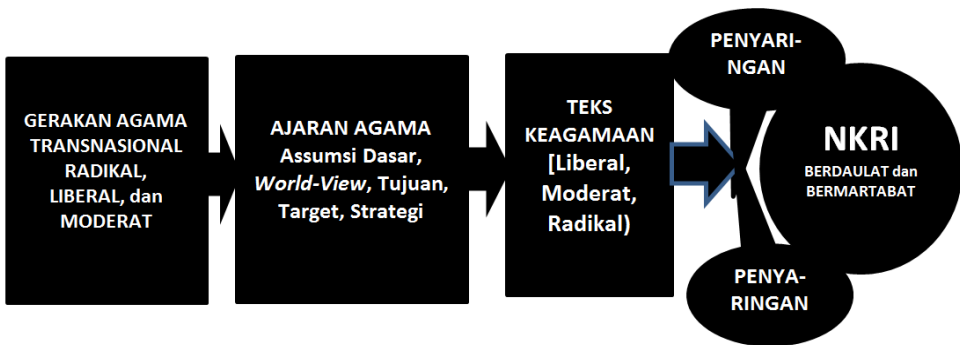 GERAKAN AGAMA
TRANSNASIONAL
RADIKAL,
LIBERAL, dan
MODERAT
AJARAN AGAMA
Assumsi Dasar,
World-View, Tujuan,
Target, Strategi
TEKS
KEAGAMAAN
[Liberal,
Moderat,
Radikal)
PENYARI-
NGAN
NKRI
BERDAULAT dan
BERMARTABAT
PENYA-
RINGAN